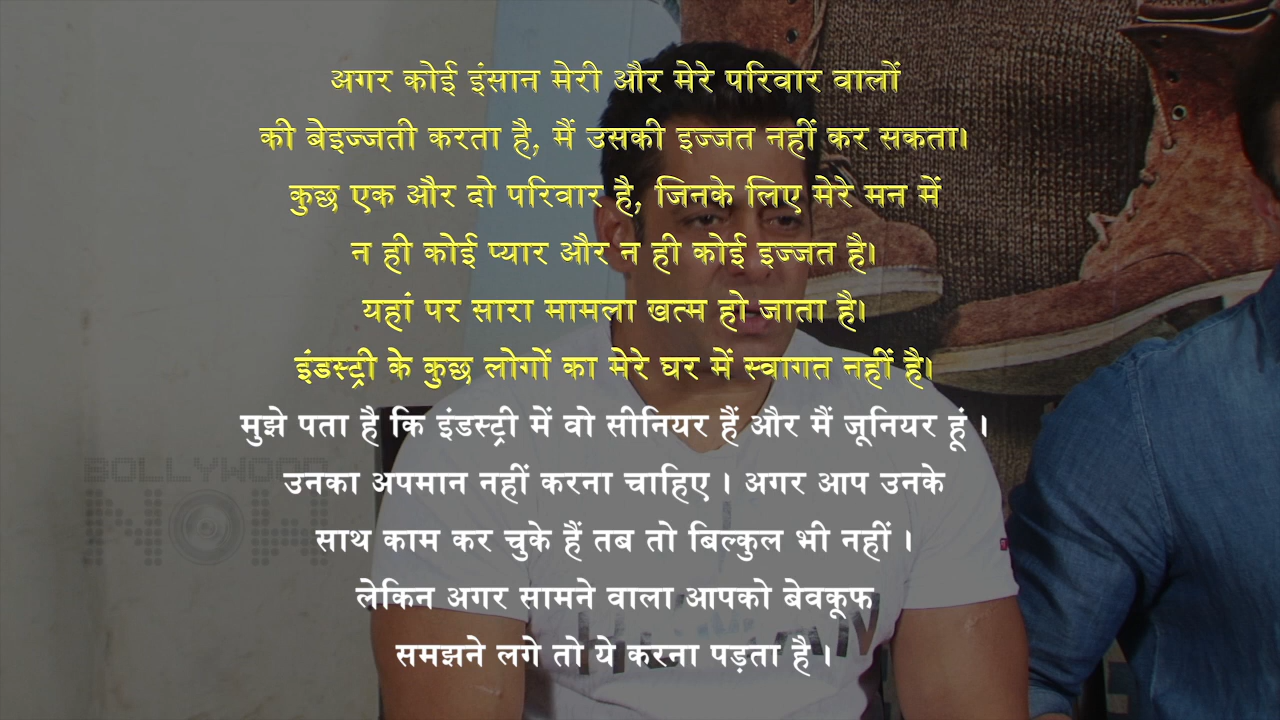 अगर कोई इंसान मेरी और मेरे परिवार वालों
की बेइज्जती करता है, मैं उसकी इज्जत नहीं कर सकता।
कुछ एक और दो परिवार है, जिनके लिए मेरे मन में
न ही कोई प्यार और न ही कोई इज्जत है।
यहां पर सारा मामला खत्म हो जाता है।
इंडस्ट्री के कुछ लोगों का मेरे घर में स्वागत नहीं है।
मुझे पता है कि इंडस्ट्री में वो सीनियर हैं और मैं जूनियर हूं ।
उनका अपमान नहीं करना चाहिए । अगर आप उनके
साथ काम कर चुके हैं तब तो बिल्कुल भी नहीं ।
लेकिन अगर सामने वाला आपको बेवकूफ
समझने लगे तो ये करना पड़ता है ।
BOLLYWOOD
NOW